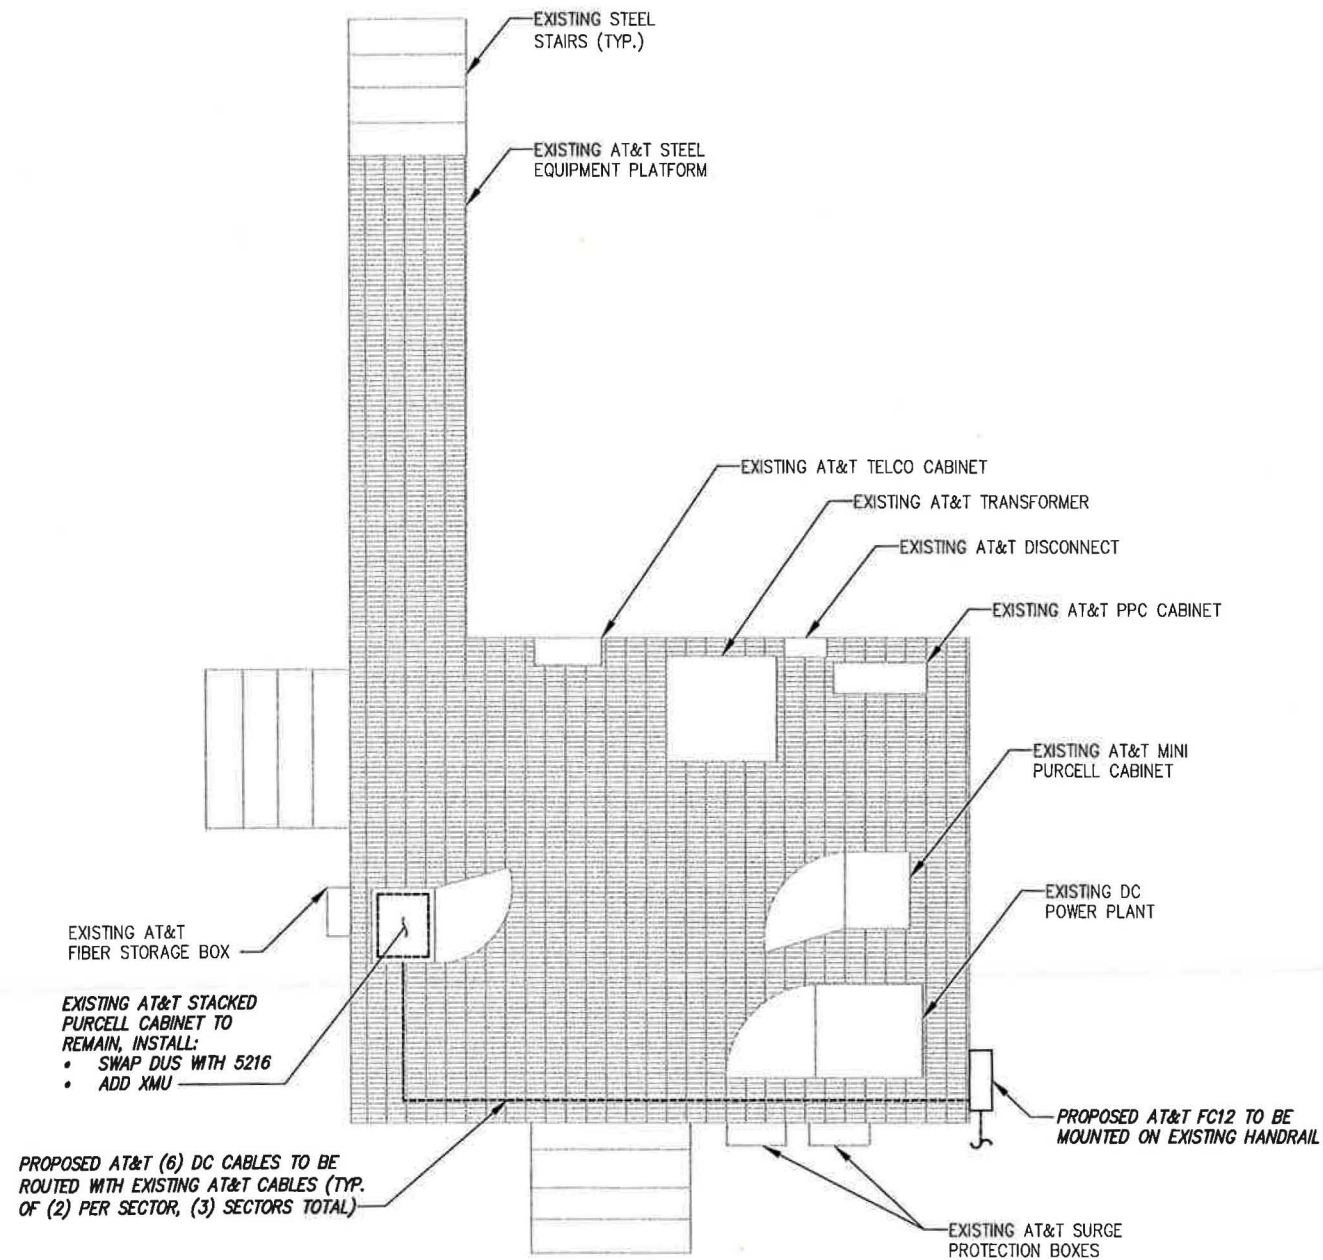 EXISTING STEEL
STAIRS (TYP.)
EXISTING AT&T STEEL
EQUIPMENT PLATFORM
EXISTING AT&T TELCO CABINET
EXISTING AT&T TRANSFORMER
EXISTING AT&T DISCONNECT
EXISTING AT&T PPC CABINET
EXISTING AT&T MINI
PURCELL CABINET
EXISTING DC
POWER PLANT
EXISTING AT&T
FIBER STORAGE BOX
EXISTING AT&T STACKED
PURCELL CABINET TO
REMAIN, INSTALL:
• SWAP DUS WITH 5216
• ADD XMU
PROPOSED AT&T FC12 TO BE
MOUNTED ON EXISTING HANDRAIL
PROPOSED AT&T (6) DC CABLES TO BE
ROUTED WITH EXISTING AT&T CABLES (TYP.
OF (2) PER SECTOR, (3) SECTORS TOTAL)
EXISTING AT&T SURGE
PROTECTION BOXES